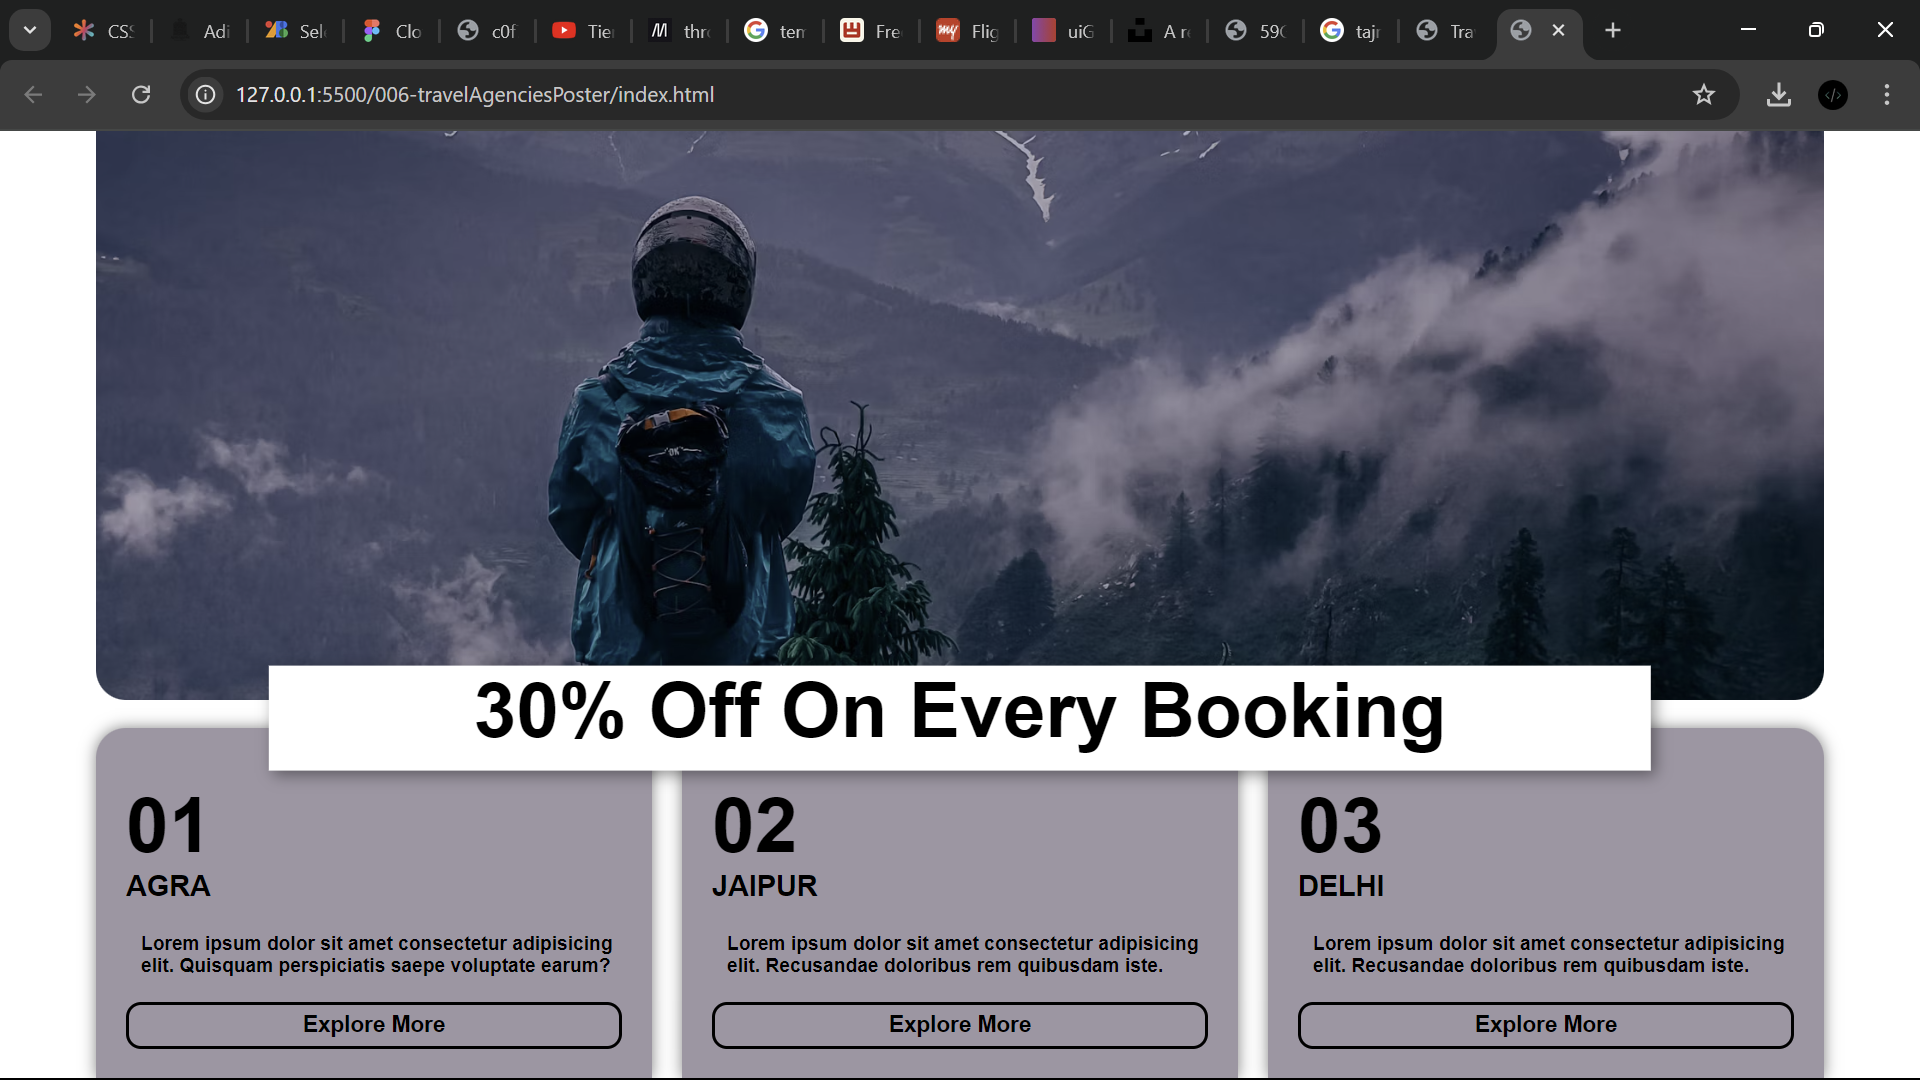 CSS
Adi
Sel
Clo
c0f
Tie
thr
ten
Fre
my
Flig
uiG
A r
59(
tajr
Tra
127.0.0.1:5500/006-travelAgenciesPoster/index.html
30% Off On Every Booking
01
AGRA
Lorem ipsum dolor sit amet consectetur adipisicing
elit. Quisquam perspiciatis saepe voluptate earum?
Explore More
02
JAIPUR
Lorem ipsum dolor sit amet consectetur adipisicing
elit. Recusandae doloribus rem quibusdam iste.
Explore More
03
DELHI
Lorem ipsum dolor sit amet consectetur adipisicing
elit. Recusandae doloribus rem quibusdam iste.
Explore More